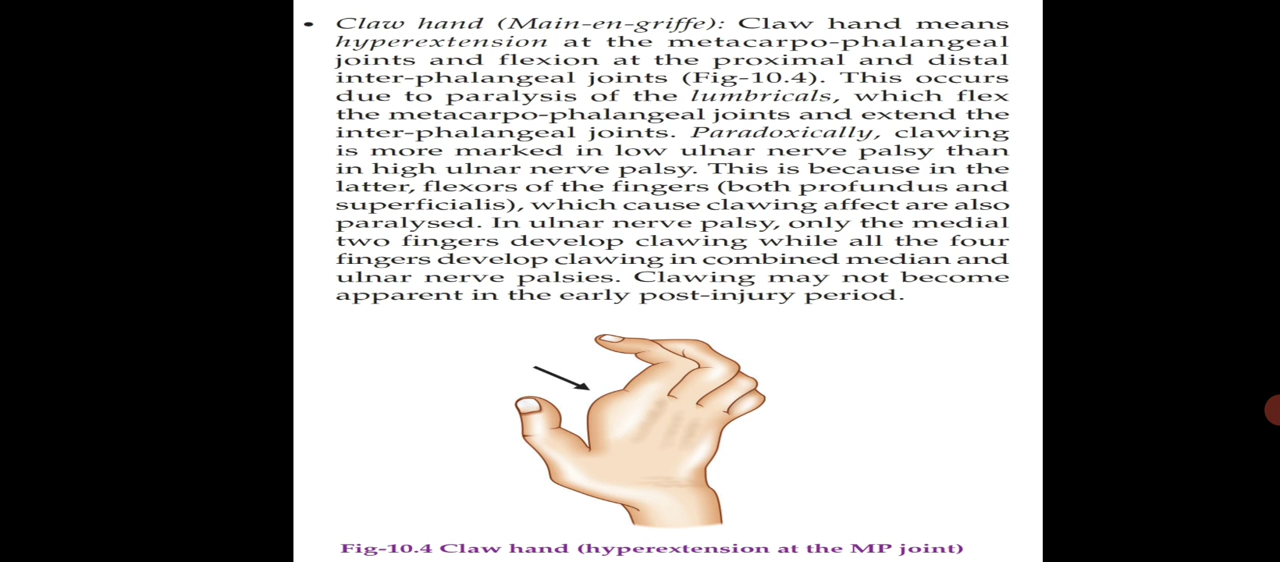 • Claw hand (Main-en-griffe): Claw hand means
hyperextension at the metacarpo-phalangeal
joints and flexion at the proximal and distal
inter-phalangeal joints (Fig-10.4). This occurs
due to paralysis of the lumbricals, which flex
the metacarpo-phalangeal joints and extend the
inter-phalangeal joints. Paradoxically, clawing
is more marked in low ulnar nerve palsy than
in high ulnar nerve palsy. This is because in the
latter, flexors of the fingers (both profundus and
superficialis), which cause clawing affect are also
paralysed. In ulnar nerve palsy, only the medial
two fingers develop clawing while all the four
fingers develop clawing in combined median and
ulnar nerve palsies. Clawing may not become
apparent in the early post-injury period.
Fig-10.4 Claw hand (hyperextension at the MP joint)